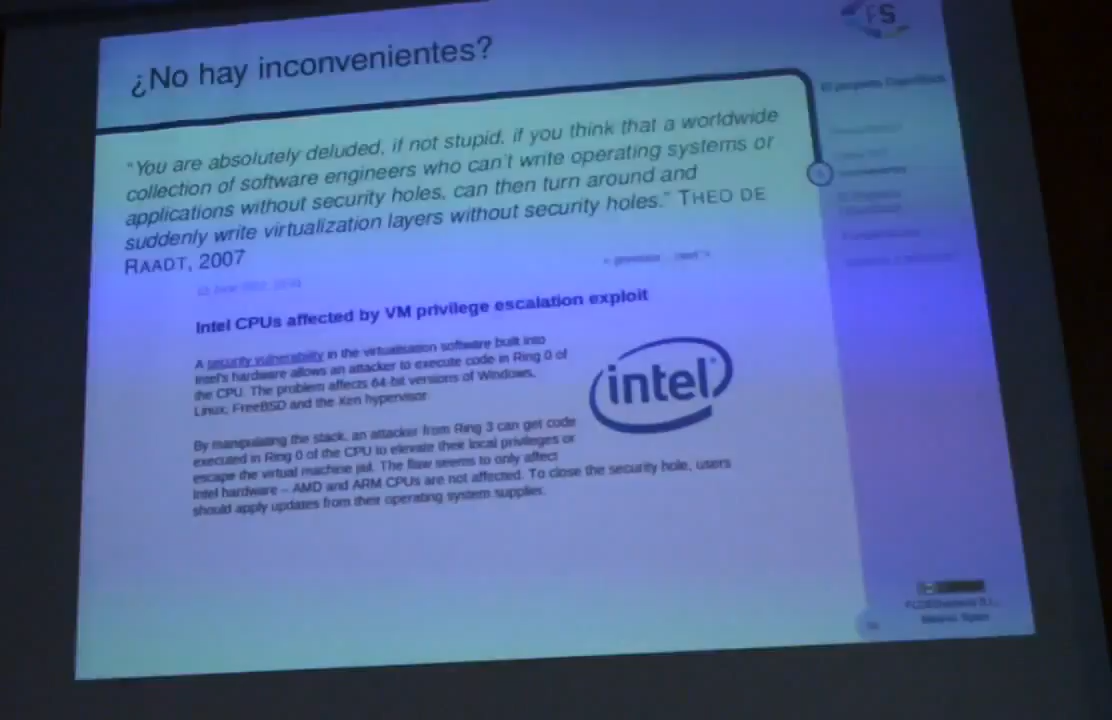 ¿No hay inconvenientes?
"You are absolutely deluded, if not stupid, if you think that a worldwide
collection of software engineers who can't write operating systems or
applications without security holes, can then turn around and
suddenly write virtualization layers without security holes." THEO DE
RAADT, 2007
Intel CPUs affected by VM privilege escalation exploit
A security vulnerability in the virtualisation software built into
Intel's hardware allows an attacker to execute code in Ring 0 of
the CPU. The problem affects 64-bit versions of Windows,
Linux, FreeBSD and the Xen hypervisor.
intel
By manipulating the stack, an attacker from Ring 3 can get code
executed in Ring 0 of the CPU to elevate their local privileges or
escape the virtual machine jail. The flaw seems to only affect
Intel hardware – AMD and ARM CPUs are not affected. To close the security hole, users
should apply updates from their operating system supplier.